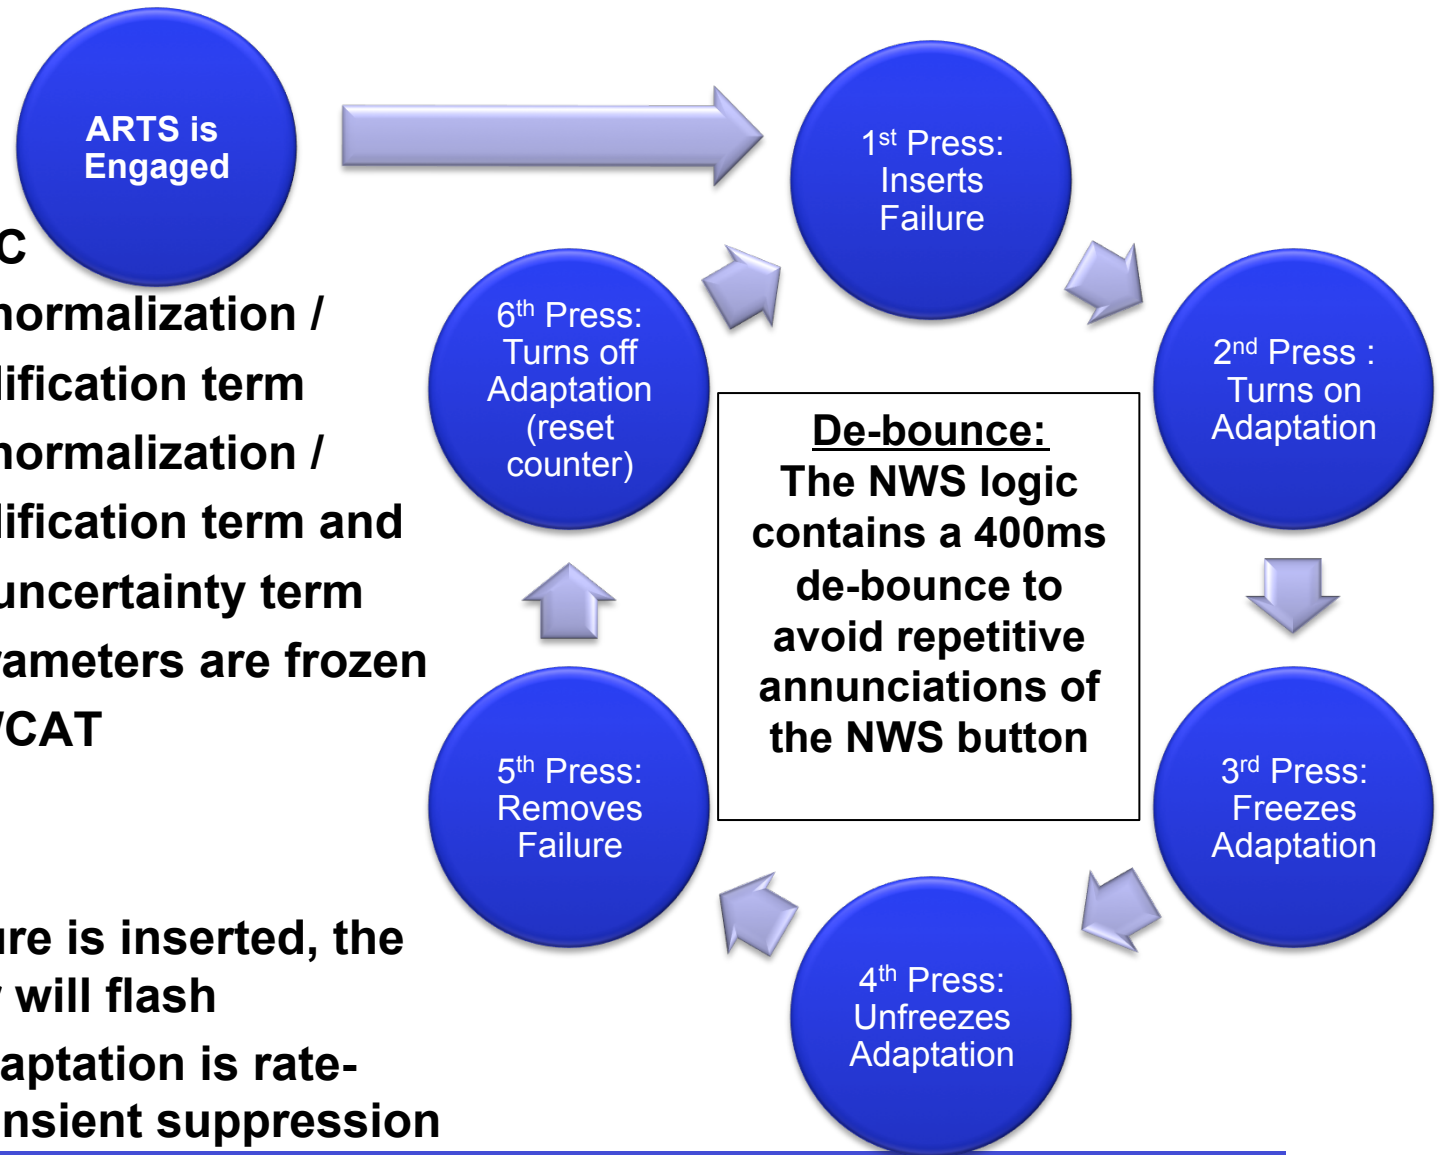 ARTS is
Engaged
C
normalization /
lification term
normalization /
lification term and
uncertainty term
rameters are frozen
/CAT
ure is inserted, the
will flash
aptation is rate-
nsient suppression
1st Press:
Inserts
Failure
2nd Press :
Turns on
Adaptation
3rd Press:
Freezes
Adaptation
4th Press:
Unfreezes
Adaptation
5th Press:
Removes
Failure
6th Press:
Turns off
Adaptation
(reset
counter)
De-bounce:
The NWS logic
contains a 400ms
de-bounce to
avoid repetitive
annunciations of
the NWS button